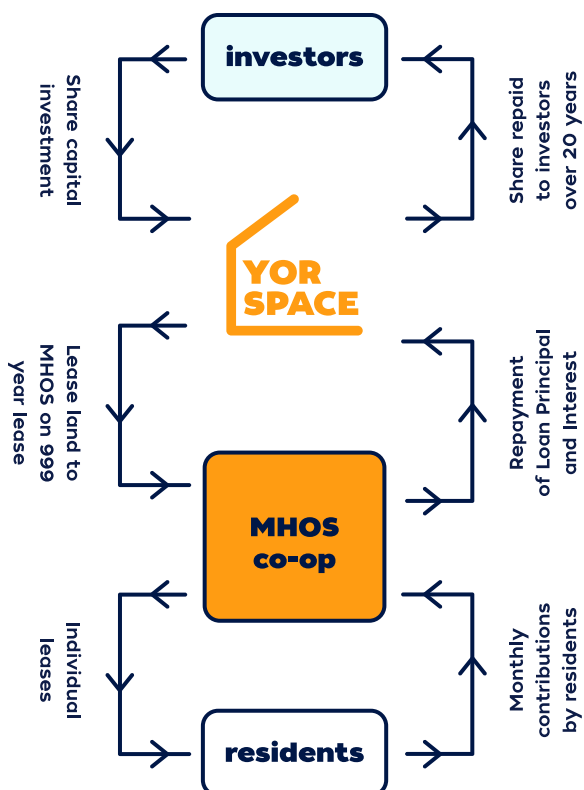 investors
Share capital
investment
Share repaid
to investors
over 20 years
YOR
SPACE
Lease land to
MHOS on 999
year lease
Repayment
of Loan Principal
and Interest
MHOS
co-op
Individual
leases
Monthly
contributions
by residents
residents